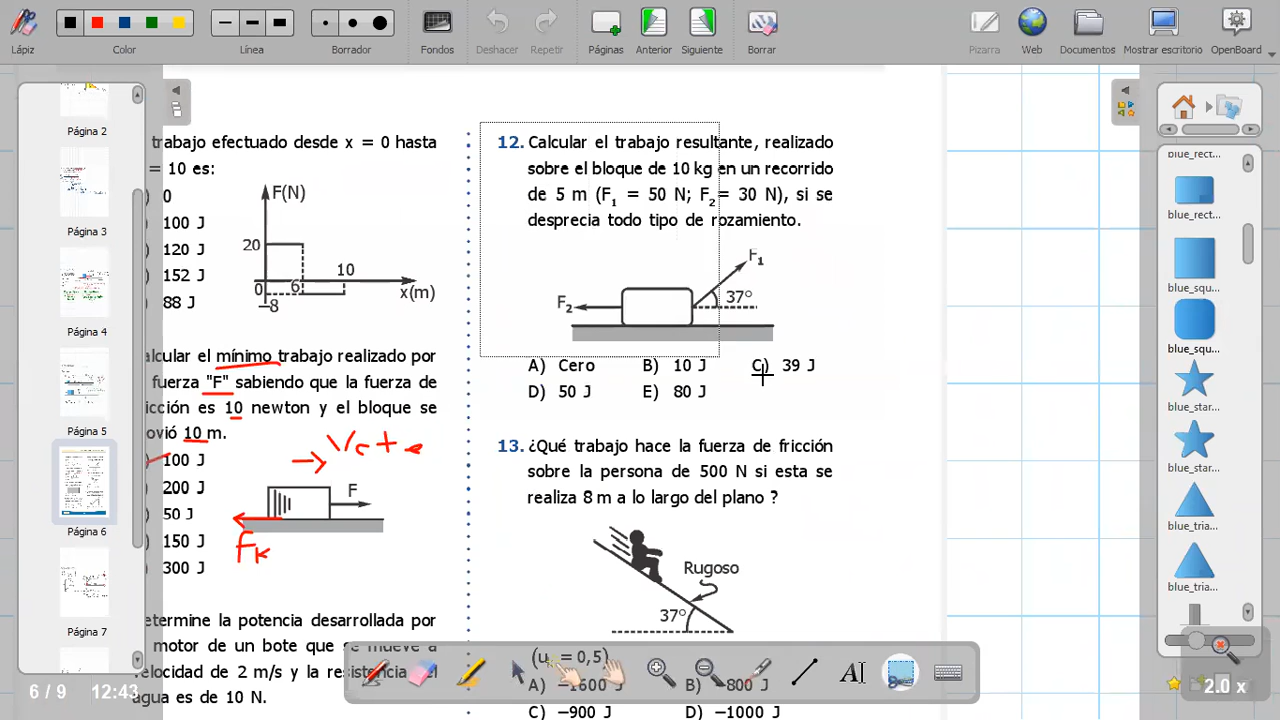 Lápiz
Color
Línea
Borrador
Fondos
Deshacer
Repetir
Páginas
Anterior
Siguiente
Borrar
Pizarra
Web
Documentos
Mostrar escritorio
OpenBoard
Página 2
Página 3
Página 4
Página 5
Página 6
Página 7
6 / 9 12:43
trabajo efectuado desde x = 0 hasta
= 10 es:
) 0
) 100 J
) 120 J
) 152 J
) 88 J
F(N)
20
10
0
6
x(m)
−8
alcular el mínimo trabajo realizado por
fuerza "F" sabiendo que la fuerza de
icción es 10 newton y el bloque se
ovió 10 m.
100 J
) 200 J
) 50 J
) 150 J
) 300 J
Vcte
F
Fk
etermine la potencia desarrollada por
motor de un bote que se mueve a
velocidad de 2 m/s y la resistencia
agua es de 10 N.
12. Calcular el trabajo resultante, realizado
sobre el bloque de 10 kg en un recorrido
de 5 m (F1 = 50 N; F2 = 30 N), si se
desprecia todo tipo de rozamiento.
F1
F2
37°
A) Cero B) 10 J C) 39 J
D) 50 J E) 80 J
13. ¿Qué trabajo hace la fuerza de fricción
sobre la persona de 500 N si esta se
realiza 8 m a lo largo del plano ?
Rugoso
37°
(u = 0,5)
A) −1600 J B) −800 J
C) −900 J D) −1000 J
blue_rect...
blue_rect...
blue_squ...
blue_squ...
blue_star...
blue_star...
blue_tria...
blue_tria...
2.0 x